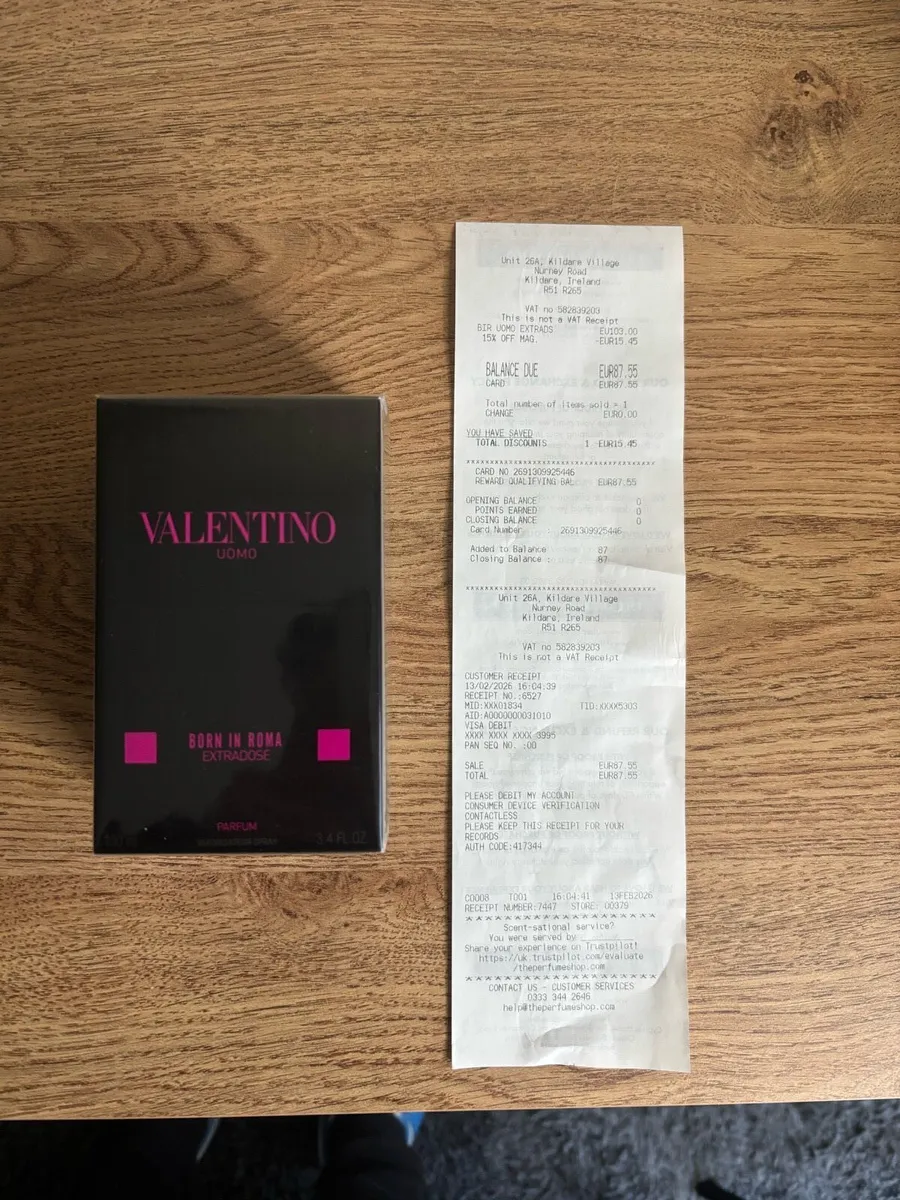 VALENTINO
UOMO
BORN IN ROMA
EXTRADOSE
PARFUM
3.4 FL.OZ.
Unit 26A, Kildare Village
Nurney Road
Kildare, Ireland
R51 R265
VAT no 582839203
This is not a VAT Receipt
BIR UOMO EXTRADS EU103.00
15% OFF MAG. -EUR15.45
BALANCE DUE EUR87.55
CARD EUR87.55
Total number of items sold = 1
CHANGE EUR0.00
YOU HAVE SAVED
TOTAL DISCOUNTS 1 -EUR15.45
CARD NO 2691309925446
REWARD QUALIFYING BAL EUR87.55
OPENING BALANCE 0
POINTS EARNED 0
CLOSING BALANCE 0
Card Number : 2691309925446
Added to Balance 87
Closing Balance : 87
Unit 26A, Kildare Village
Nurney Road
Kildare, Ireland
R51 R265
VAT no 582839203
This is not a VAT Receipt
CUSTOMER RECEIPT
13/02/2026 16:04:39
RECEIPT NO.:6527
MID:XXX01834 TID:XXXX5303
AID:A0000000031010
VISA DEBIT
XXXX XXXX XXXX 3995
PAN SEQ NO. :00
SALE EUR87.55
TOTAL EUR87.55
PLEASE DEBIT MY ACCOUNT
CONSUMER DEVICE VERIFICATION
CONTACTLESS
PLEASE KEEP THIS RECEIPT FOR YOUR
RECORDS
AUTH CODE:417344
C0008 T001 16:04:41 13FEB2026
RECEIPT NUMBER:7447 STORE: 00379
Scent-sational service?
You were served by ________
Share your experience on Trustpilot!
https://uk.trustpilot.com/evaluate
/theperfumeshop.com
CONTACT US - CUSTOMER SERVICES
0333 344 2646
help@theperfumeshop.com